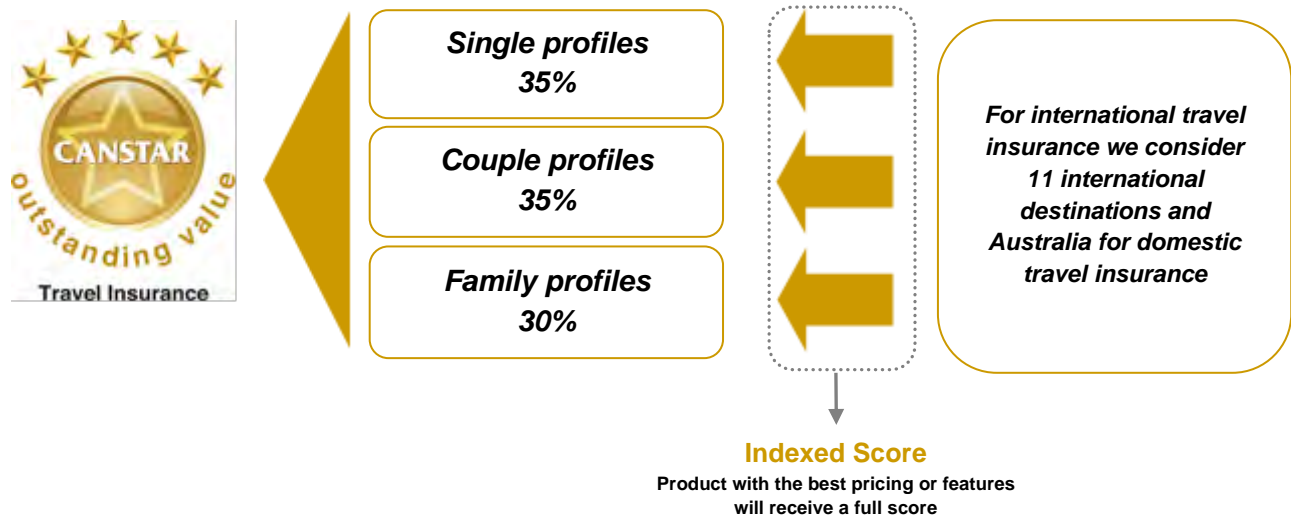 CANSTAR
outstanding value
Travel Insurance
Single profiles
35%
Couple profiles
35%
Family profiles
30%
For international travel
insurance we consider
11 international
destinations and
Australia for domestic
travel insurance
Indexed Score
Product with the best pricing or features
will receive a full score